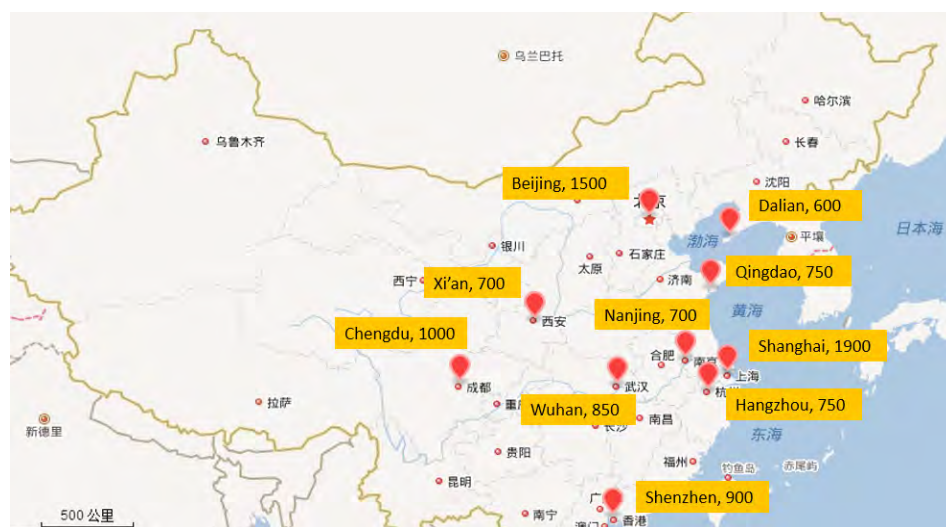 乌兰巴托
哈尔滨
乌鲁木齐
长春
Beijing, 1500
沈阳
Dalian, 600
北京
日本海
平壤
渤海
银川
石家庄
太原
Qingdao, 750
济南
西宁
Xi'an, 700
黄海
Nanjing, 700
西安
Chengdu, 1000
Shanghai, 1900
合肥
南京
上海
成都
武汉
Hangzhou, 750
拉萨
Wuhan, 850
南昌
新德里
长沙
东海
贵阳
福州
钓鱼岛
赤尾屿
昆明
Shenzhen, 900
500 公里
南宁
香港
澳门